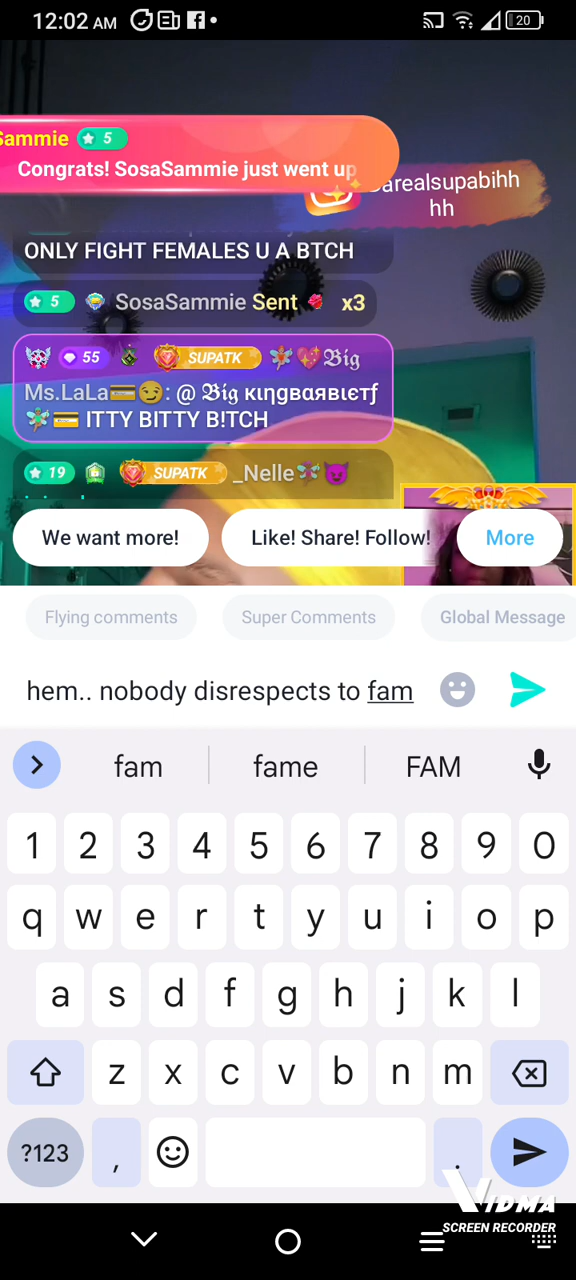 12:02 AM
20
Sammie 5
Congrats! SosaSammie just went up
arealsupabihh
hh
ONLY FIGHT FEMALES U A BTCH
5 SosaSammie Sent x3
55 SUPATK 𝕭𝖎𝖌
Ms.LaLa💳😏: @ 𝕭𝖎𝖌 кιηgвαявιєтƒ
💳 ITTY BITTY B!TCH
19 SUPATK _Nelle🧚😈
We want more! Like! Share! Follow! More
Flying comments Super Comments Global Message
hem.. nobody disrespects to fam
fam fame FAM
1 2 3 4 5 6 7 8 9 0
q w e r t y u i o p
a s d f g h j k l
z x c v b n m
?123 , .
VIDMA
SCREEN RECORDER